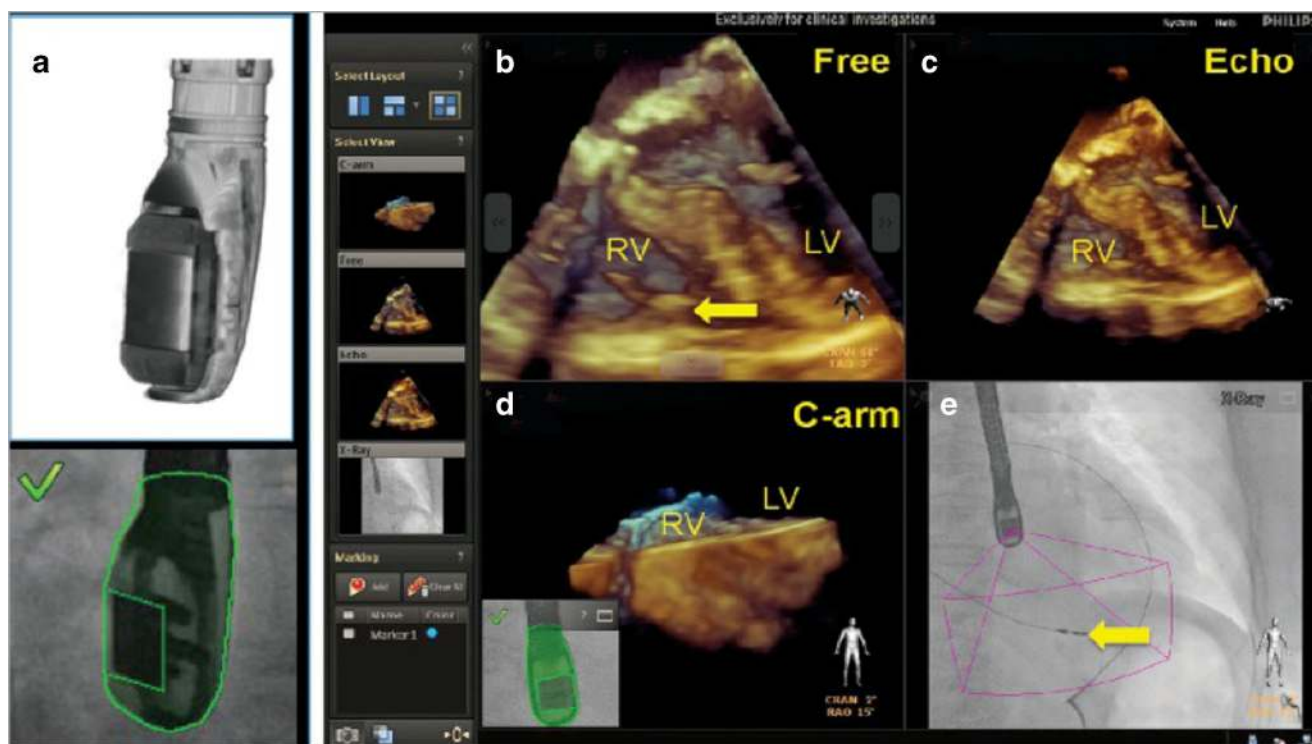 a
Exclusively for clinical investigations
System Help PHILIP
Select Layout ?
Select View ?
C-arm
Free
Echo
X-Ray
Marking ?
Add Clear All
Name Color
Marker 1
b
Free
RV
LV
c
Echo
RV
LV
d
C-arm
RV
LV
?
CRAN 2°
RAO 15°
e
X-Ray